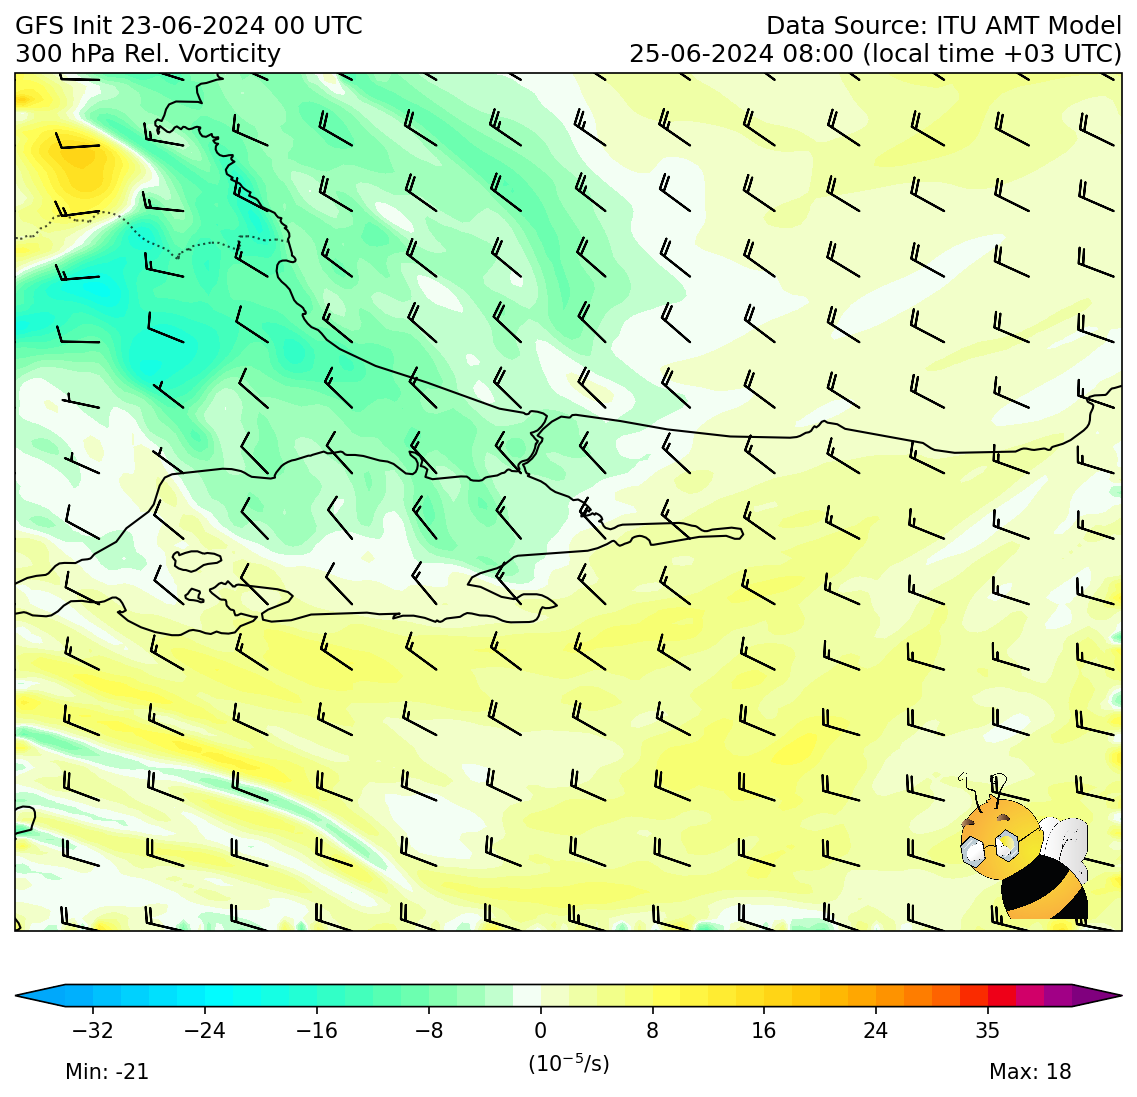 GFS Init 23-06-2024 00 UTC
Data Source: ITU AMT Model
300 hPa Rel. Vorticity
25-06-2024 08:00 (local time +03 UTC)
−32 −24 −16 −8 0 8 16 24 35
(10⁻⁵/s)
Min: -21
Max: 18